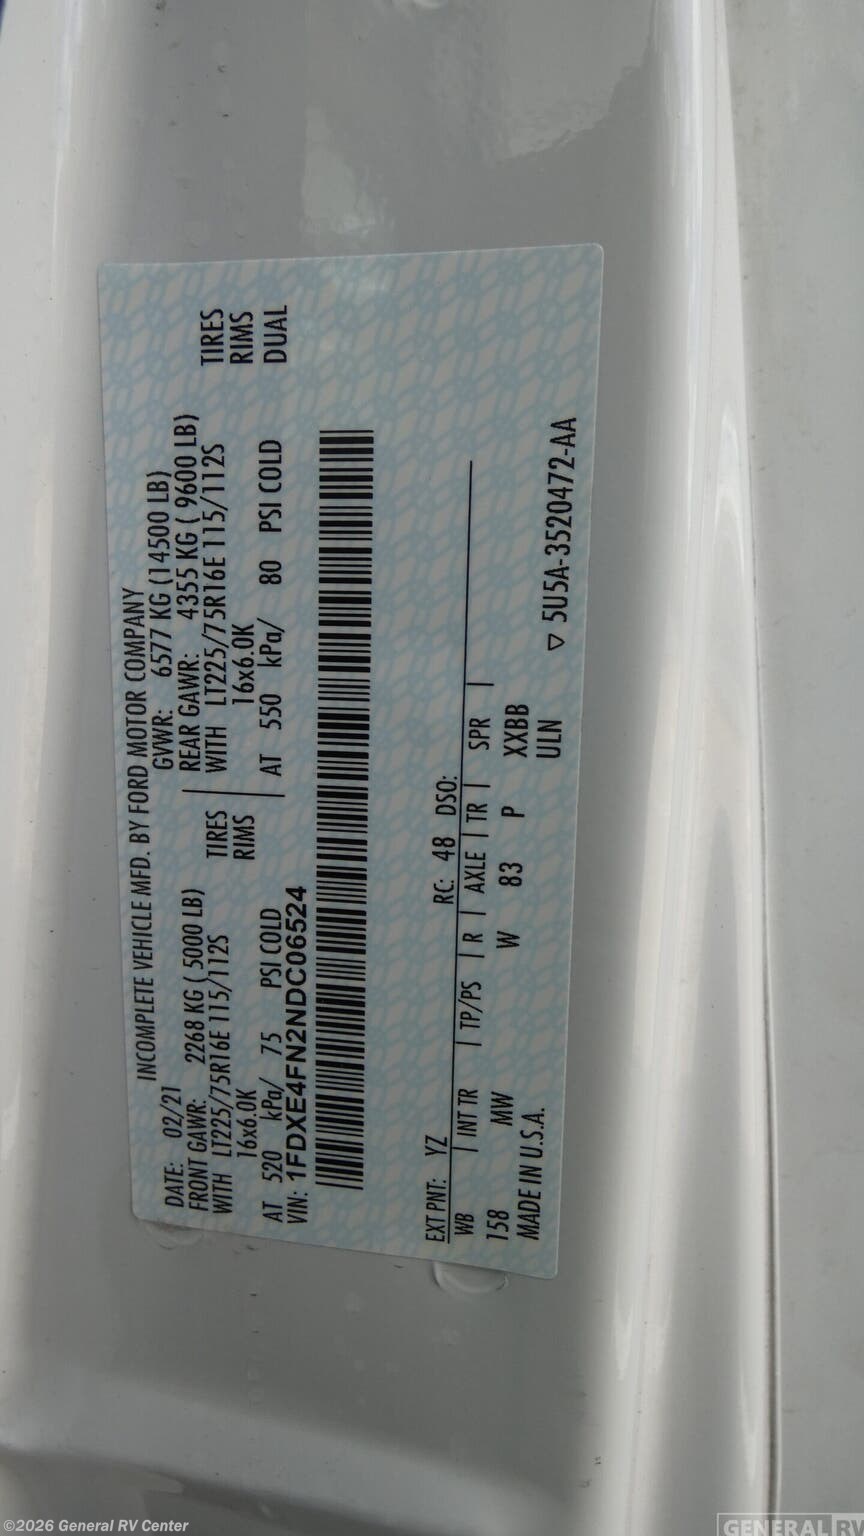 INCOMPLETE VEHICLE MFD. BY FORD MOTOR COMPANY
DATE: 02/21 GVWR: 6577 KG (14500 LB)
FRONT GAWR: 2268 KG ( 5000 LB) REAR GAWR: 4355 KG ( 9600 LB)
WITH LT225/75R16E 115/112S TIRES WITH LT225/75R16E 115/112S TIRES
16x6.0K RIMS 16x6.0K RIMS
AT 520 kPa/ 75 PSI COLD AT 550 kPa/ 80 PSI COLD DUAL
VIN: 1FDXE4FN2NDC06524
EXT PNT: YZ RC: 48 DSO:
WB INT TR TP/PS R AXLE TR SPR
158 MW W 83 P XXBB
MADE IN U.S.A. ULN
▽ 5U5A-3520472-AA
©2026 General RV Center
GENERAL RV